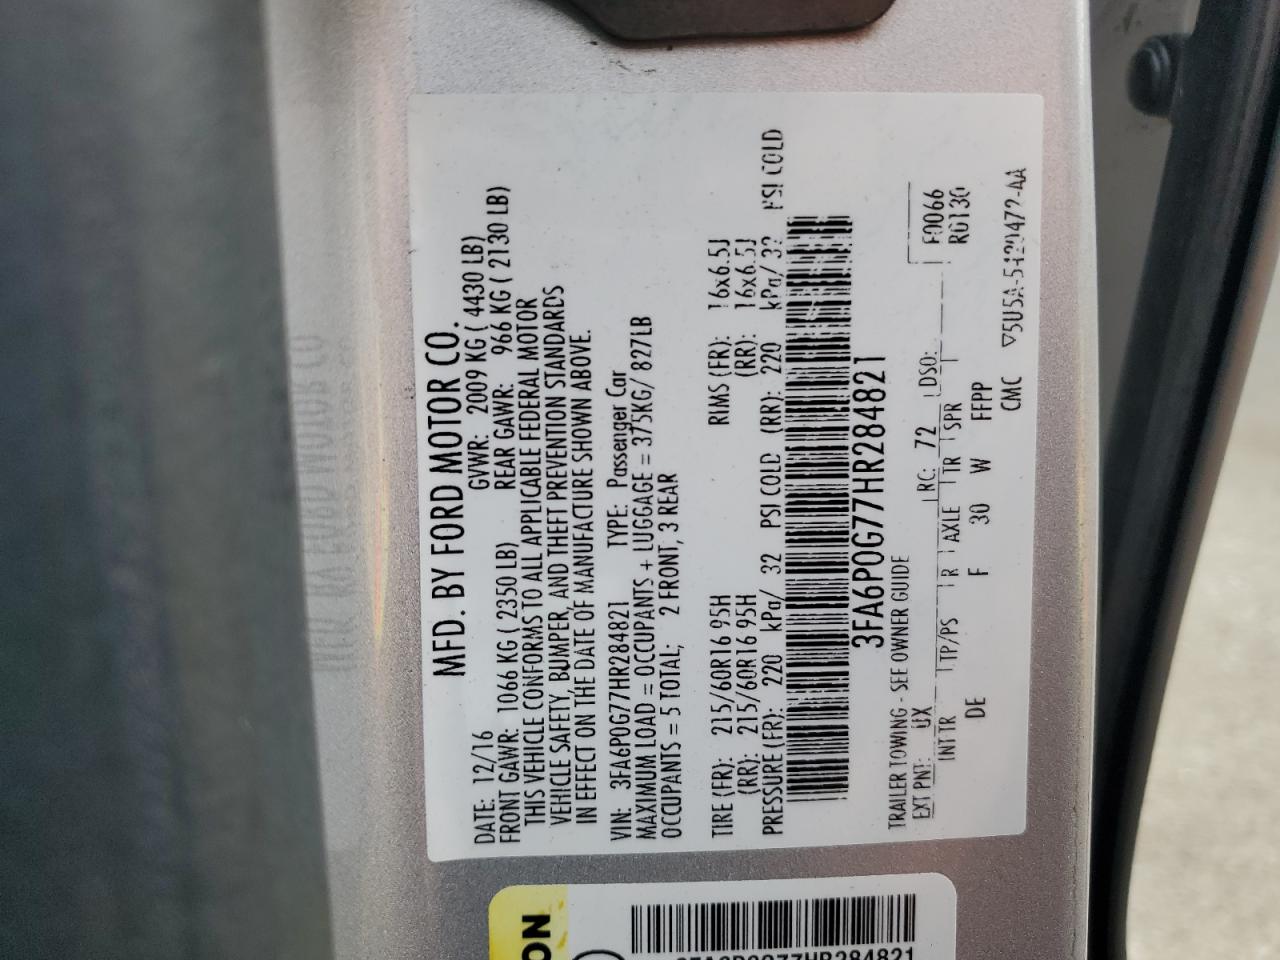 MFD. BY FORD MOTOR CO.
DATE: 12/16 GVWR: 2009 KG ( 4430 LB)
FRONT GAWR: 1066 KG ( 2350 LB) REAR GAWR: 966 KG ( 2130 LB)
THIS VEHICLE CONFORMS TO ALL APPLICABLE FEDERAL MOTOR
VEHICLE SAFETY, BUMPER, AND THEFT PREVENTION STANDARDS
IN EFFECT ON THE DATE OF MANUFACTURE SHOWN ABOVE.
VIN: 3FA6P0G77HR284821 TYPE: Passenger Car
MAXIMUM LOAD = OCCUPANTS + LUGGAGE = 375KG/ 827LB
OCCUPANTS = 5 TOTAL; 2 FRONT, 3 REAR
TIRE (FR): 215/60R16 95H RIMS (FR): 16x6.5J
(RR): 215/60R16 95H (RR): 16x6.5J
PRESSURE (FR): 220 kPa/ 32 PSI COLD (RR): 220 kPa/ 32 PSI COLD
3FA6P0G77HR284821
TRAILER TOWING - SEE OWNER GUIDE
EXT PNT: UX RC: 72 DSO: F0066
R0130
INT TR TP/PS R AXLE TR SPR
DE F 30 W FFPP
CMC